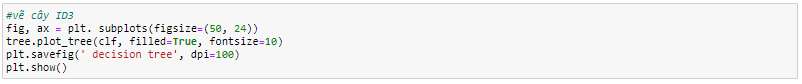 #vẽ cây ID3
fig, ax = plt. subplots(figsize=(50, 24))
tree.plot_tree(clf, filled=True, fontsize=10)
plt.savefig(' decision tree', dpi=100)
plt.show()